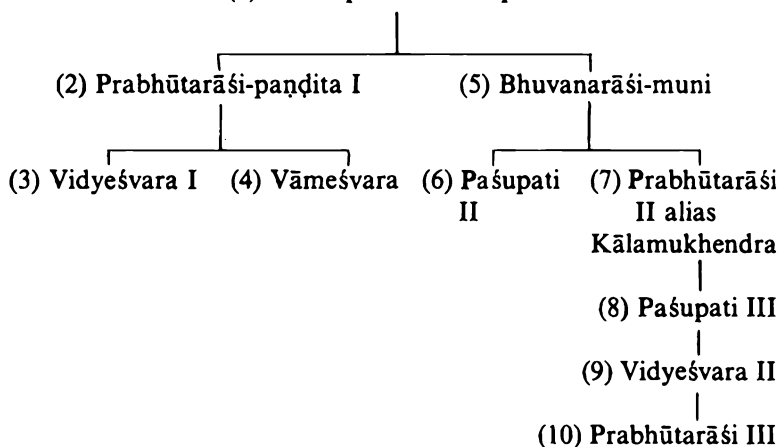 (2) Prabhūtarāśi-paṇḍita I (5) Bhuvanarāśi-muni
(3) Vidyeśvara I (4) Vāmeśvara (6) Paśupati (7) Prabhūtarāśi
II II alias
Kālamukhendra
(8) Paśupati III
(9) Vidyeśvara II
(10) Prabhūtarāśi III